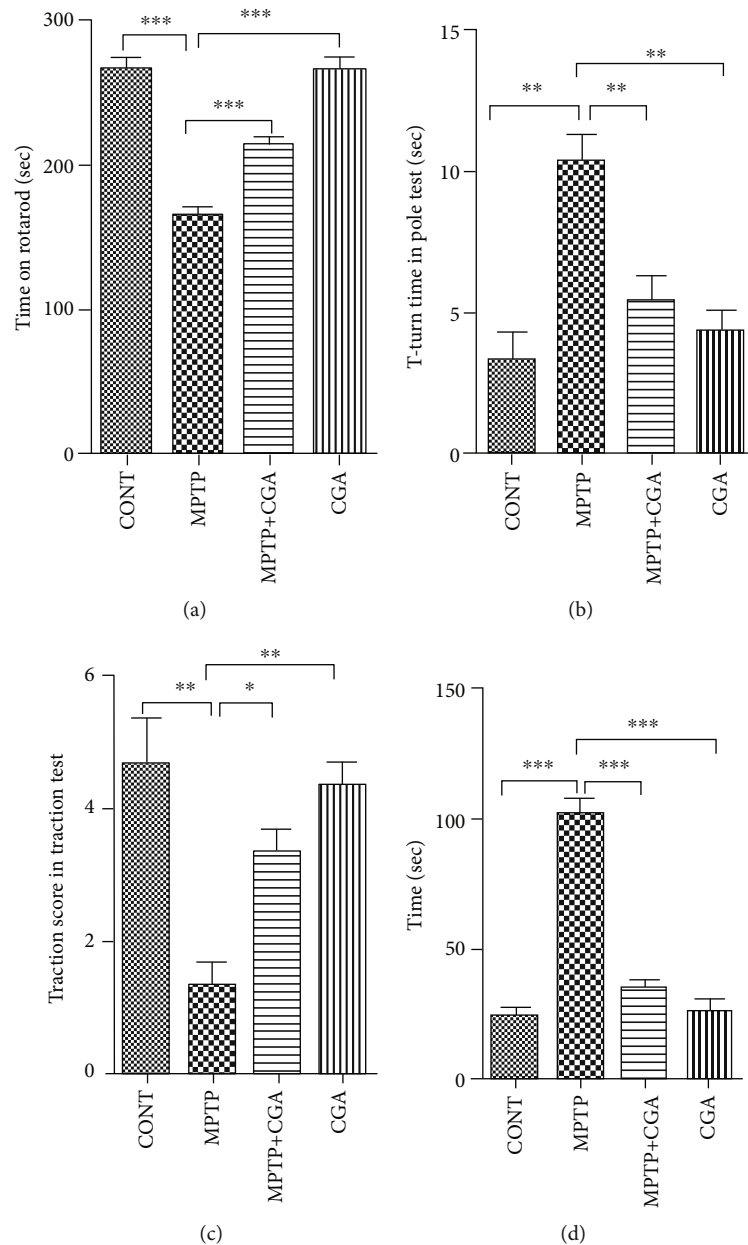 Time on rotarod (sec)
300
200
100
0
***
***
***
CONT
MPTP
MPTP+CGA
CGA
(a)
T-turn time in pole test (sec)
15
10
5
0
**
**
**
CONT
MPTP
MPTP+CGA
CGA
(b)
Traction score in traction test
6
4
2
0
**
**
*
CONT
MPTP
MPTP+CGA
CGA
(c)
Time (sec)
150
100
50
0
***
***
***
CONT
MPTP
MPTP+CGA
CGA
(d)